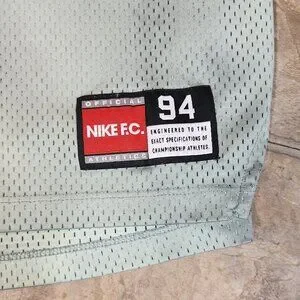 OFFICIAL
NIKE F.C.
ATHLETICS
94
ENGINEERED TO THE
EXACT SPECIFICATIONS OF
CHAMPIONSHIP ATHLETES.